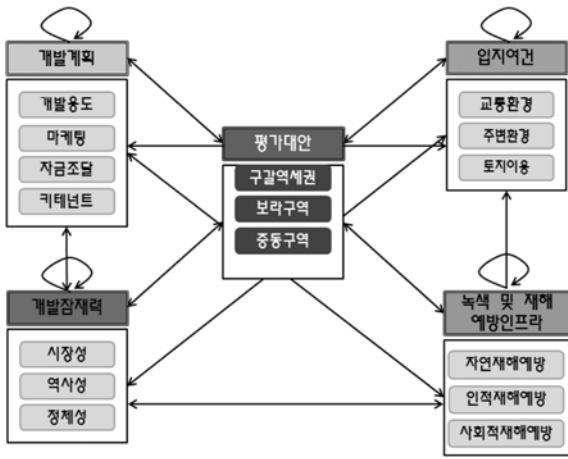 개발계획
개발용도
마케팅
자금조달
키테넌트
입지여건
교통환경
주변환경
토지이용
평가대안
구갈역세권
보라구역
중동구역
개발잠재력
시장성
역사성
정체성
녹색 및 재해
예방인프라
자연재해예방
인적재해예방
사회적재해예방